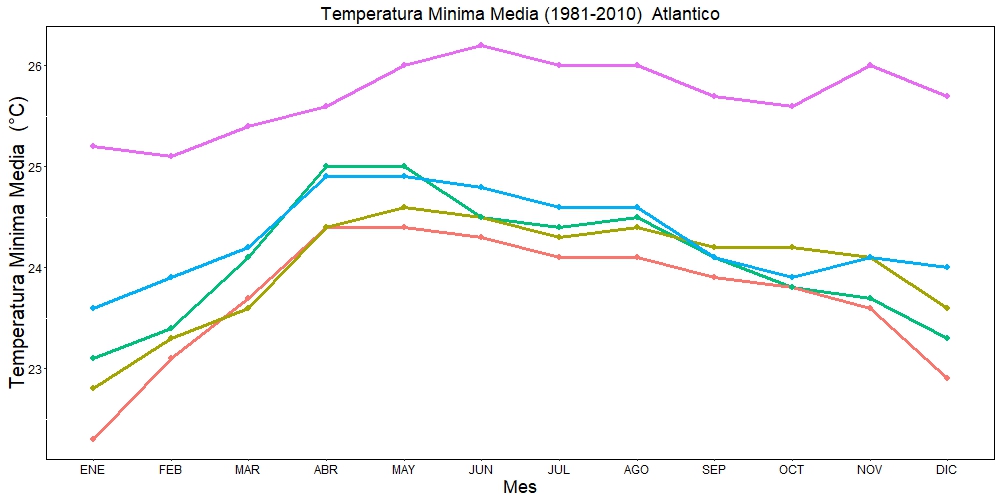 Temperatura Minima Media (1981-2010)  Atlantico
Temperatura Minima Media  (°C)
26
25
24
23
ENE FEB MAR ABR MAY JUN JUL AGO SEP OCT NOV DIC
Mes